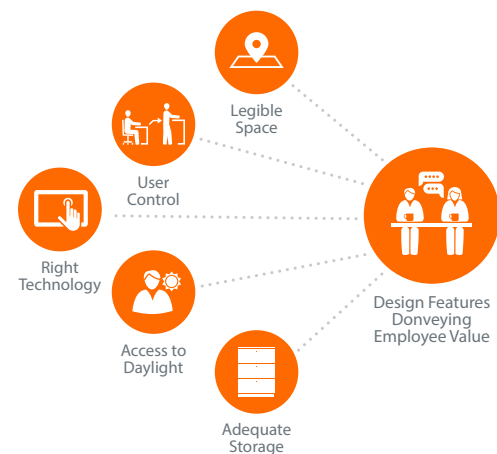 Legible
Space
User
Control
Right
Technology
Access to
Daylight
Adequate
Storage
Design Features
Donveying
Employee Value